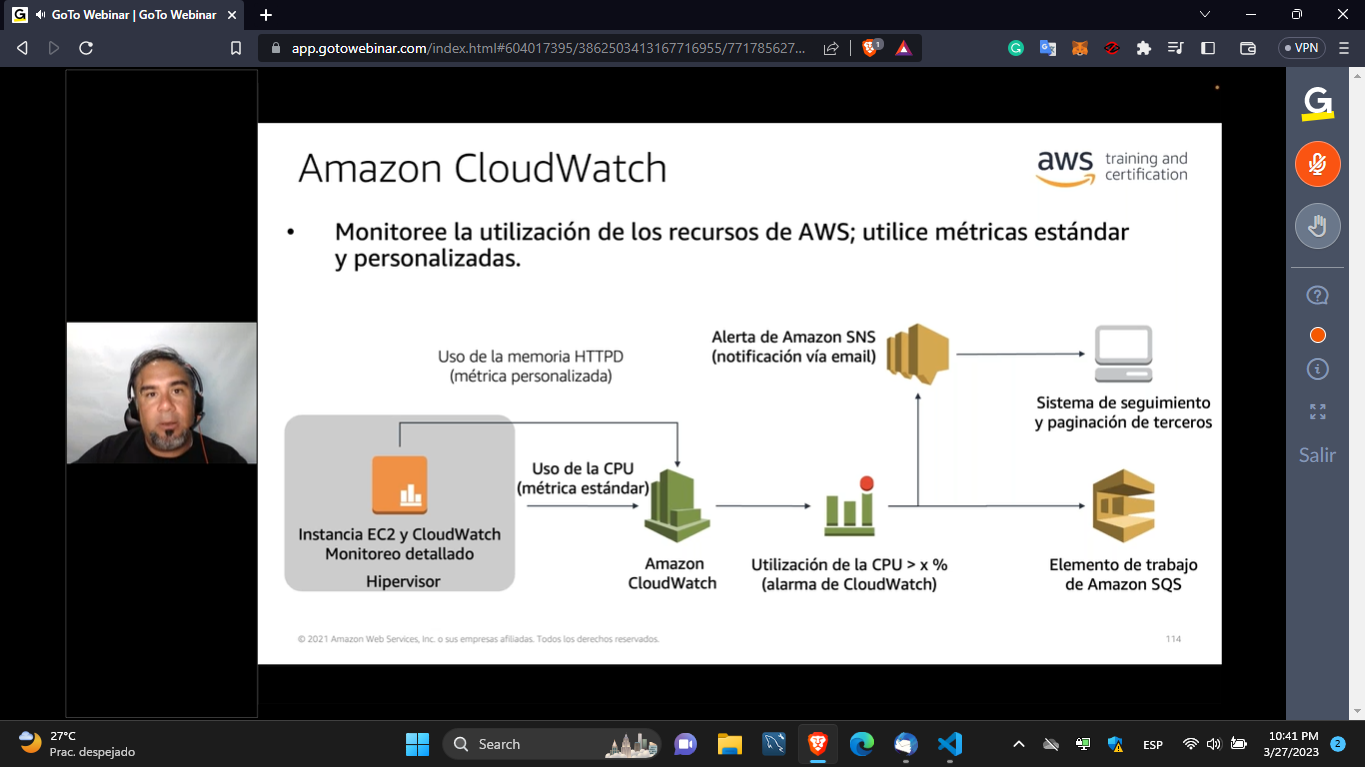 GoTo Webinar | GoTo Webinar
app.gotowebinar.com/index.html#604017395/3862503413167716955/771785627...
1
VPN
Amazon CloudWatch
aws training and
certification
• Monitoree la utilización de los recursos de AWS; utilice métricas estándar
y personalizadas.
Alerta de Amazon SNS
(notificación vía email)
Uso de la memoria HTTPD
(métrica personalizada)
Sistema de seguimiento
y paginación de terceros
Uso de la CPU
(métrica estándar)
Instancia EC2 y CloudWatch
Monitoreo detallado
Hipervisor
Amazon
CloudWatch
Utilización de la CPU > x %
(alarma de CloudWatch)
Elemento de trabajo
de Amazon SQS
© 2021 Amazon Web Services, Inc. o sus empresas afiliadas. Todos los derechos reservados.
114
Salir
27°C
Prac. despejado
Search
ESP
10:41 PM
3/27/2023
2